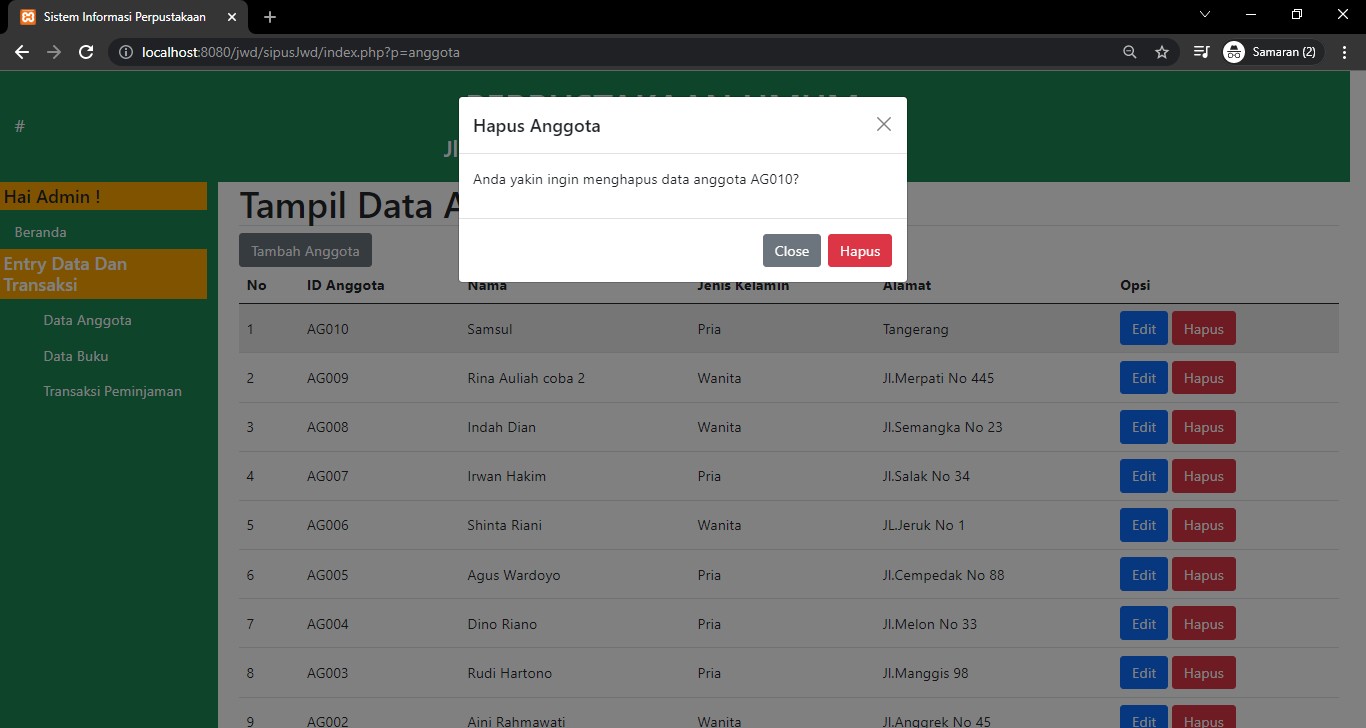 Sistem Informasi Perpustakaan
localhost:8080/jwd/sipusJwd/index.php?p=anggota
Samaran (2)
#
Jl
Hapus Anggota
Anda yakin ingin menghapus data anggota AG010?
Close Hapus
Hai Admin !
Beranda
Entry Data Dan
Transaksi
Data Anggota
Data Buku
Transaksi Peminjaman
Tampil Data A
Tambah Anggota
No ID Anggota Nama Jenis Kelamin Alamat Opsi
1 AG010 Samsul Pria Tangerang Edit Hapus
2 AG009 Rina Auliah coba 2 Wanita Jl.Merpati No 445 Edit Hapus
3 AG008 Indah Dian Wanita Jl.Semangka No 23 Edit Hapus
4 AG007 Irwan Hakim Pria Jl.Salak No 34 Edit Hapus
5 AG006 Shinta Riani Wanita JL.Jeruk No 1 Edit Hapus
6 AG005 Agus Wardoyo Pria Jl.Cempedak No 88 Edit Hapus
7 AG004 Dino Riano Pria Jl.Melon No 33 Edit Hapus
8 AG003 Rudi Hartono Pria Jl.Manggis 98 Edit Hapus
9 AG002 Aini Rahmawati Wanita Jl.Anggrek No 45 Edit Hapus